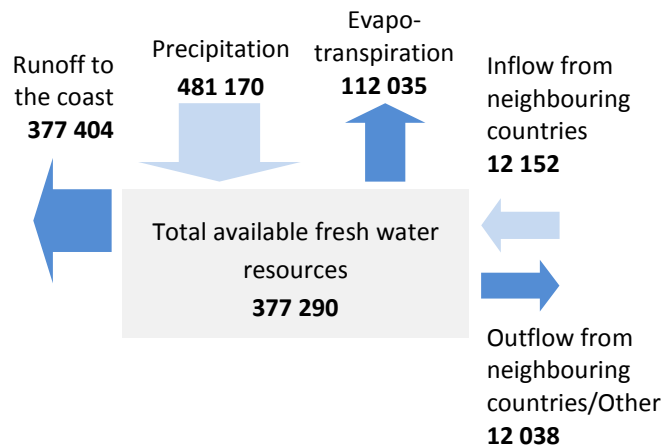 Runoff to
the coast
377 404
Precipitation
481 170
Evapo-
transpiration
112 035
Inflow from
neighbouring
countries
12 152
Total available fresh water
resources
377 290
Outflow from
neighbouring
countries/Other
12 038